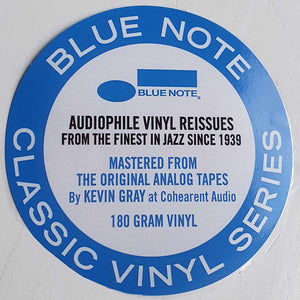 BLUE NOTE
BLUE NOTE®
AUDIOPHILE VINYL REISSUES
FROM THE FINEST IN JAZZ SINCE 1939
MASTERED FROM
THE ORIGINAL ANALOG TAPES
By KEVIN GRAY at Cohearent Audio
180 GRAM VINYL
CLASSIC VINYL SERIES